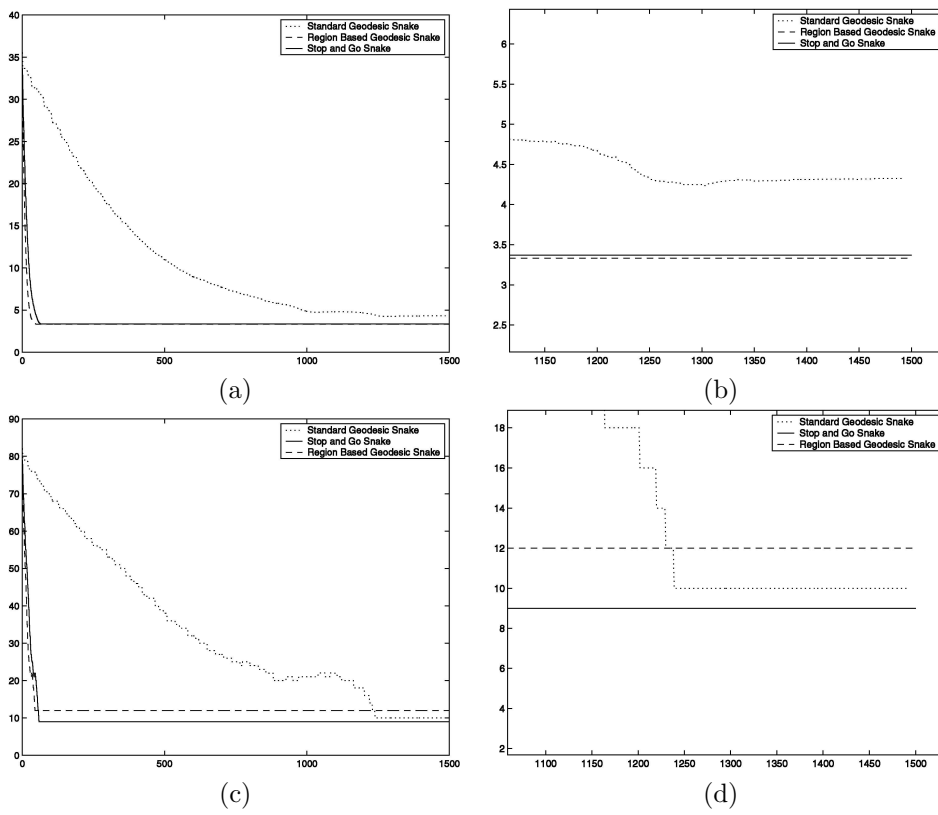 40
35
30
25
20
15
10
5
0
0 500 1000 1500
Standard Geodesic Snake
Region Based Geodesic Snake
Stop and Go Snake
(a)
6
5.5
5
4.5
4
3.5
3
2.5
1150 1200 1250 1300 1350 1400 1450 1500
Standard Geodesic Snake
Region Based Geodesic Snake
Stop and Go Snake
(b)
90
80
70
60
50
40
30
20
10
0
0 500 1000 1500
Standard Geodesic Snake
Stop and Go Snake
Region Based Geodesic Snake
(c)
18
16
14
12
10
8
6
4
2
1100 1150 1200 1250 1300 1350 1400 1450 1500
Standard Geodesic Snake
Stop and Go Snake
Region Based Geodesic Snake
(d)